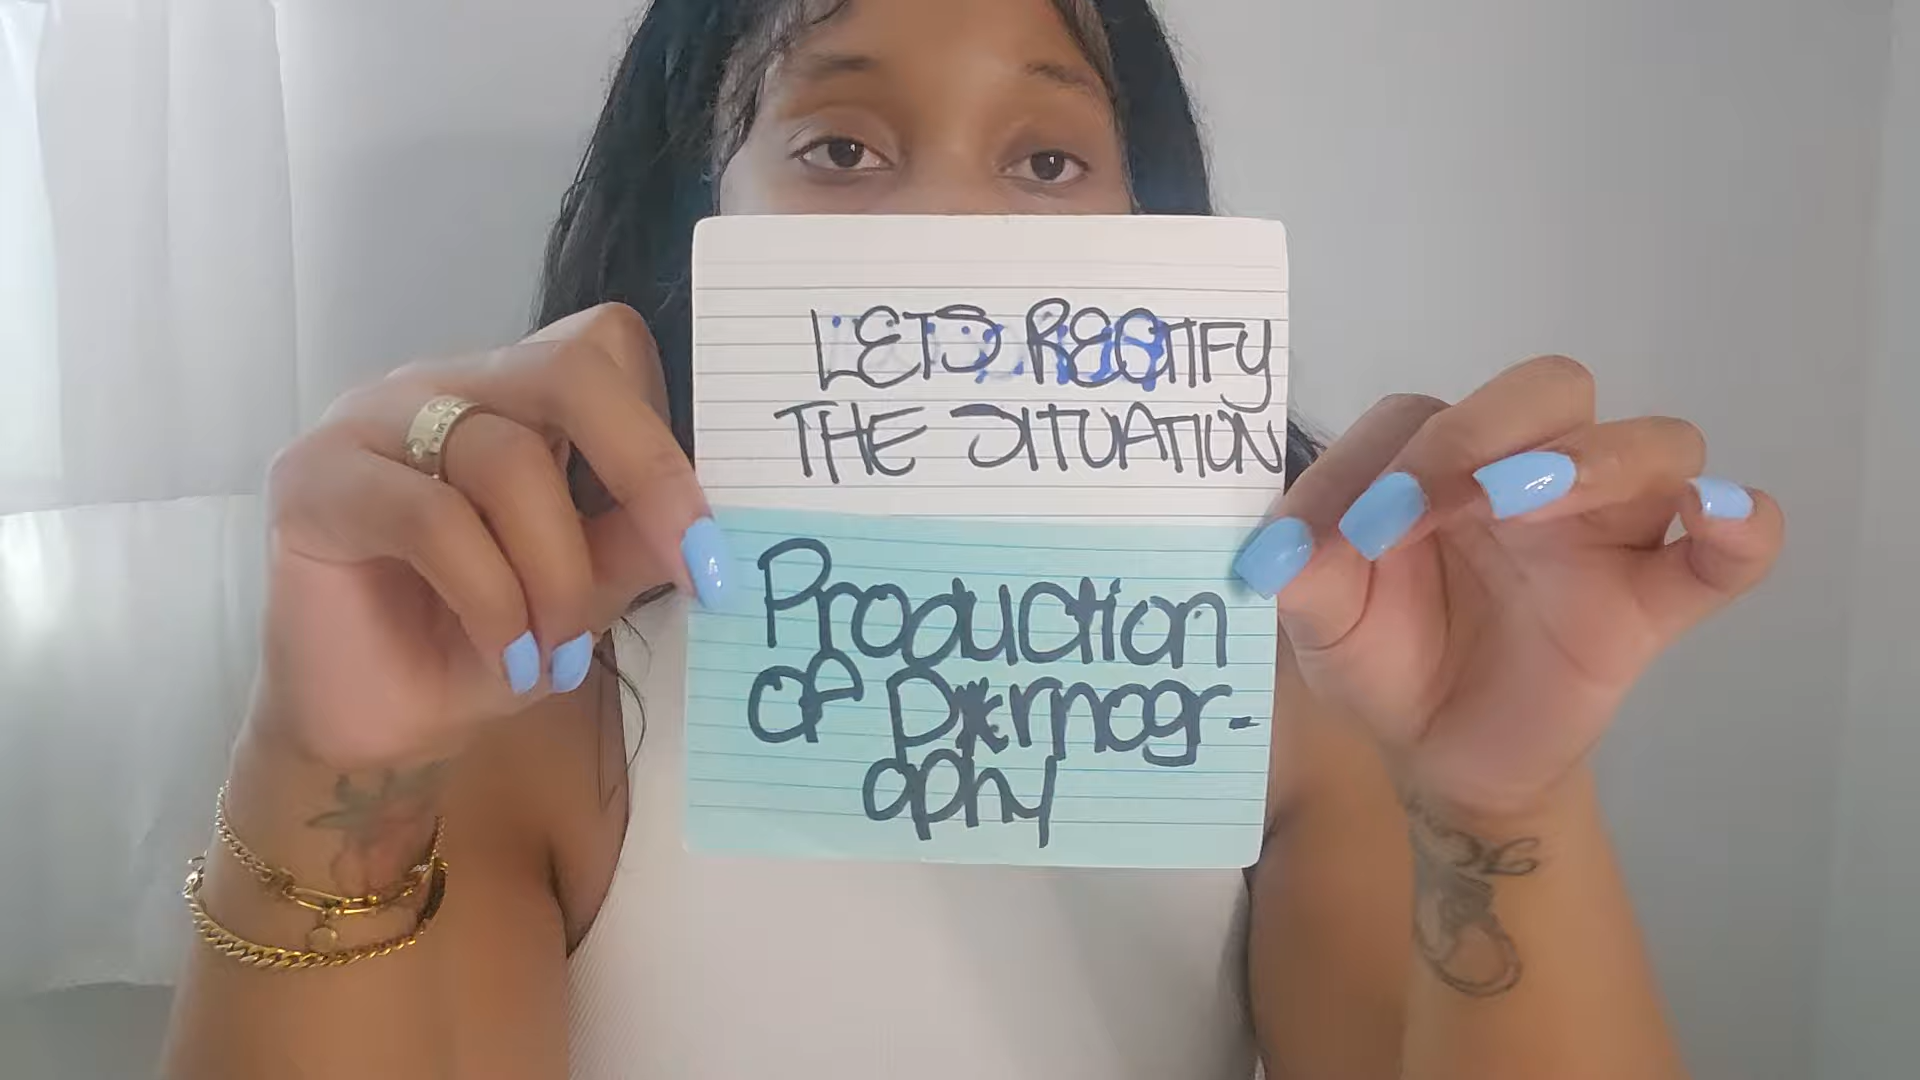 LETS RECTIFY
THE SITUATION
Production
of p*rnogr-
aphy